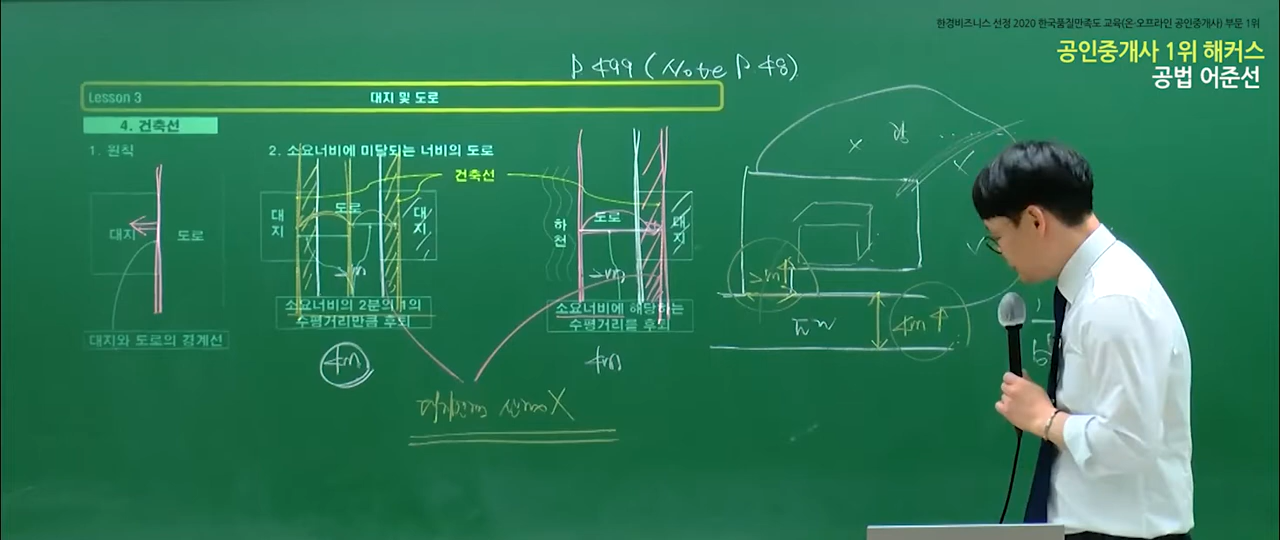 한경비즈니스 선정 2020 한국품질만족도 교육(온·오프라인 공인중개사) 부문 1위
공인중개사 1위 해커스
공법 어준선
P 499 (Note P 48)
Lesson 3
대지 및 도로
4. 건축선
1. 원칙
대지
도로
대지와 도로의 경계선
2. 소요너비에 미달되는 너비의 도로
건축선
대지
도로
대지
소요너비의 2분의 1의
수평거리만큼 후퇴
4m
하천
도로
대지
소요너비에 해당하는
수평거리를 후퇴
4m
X
x
2m
도로
4m